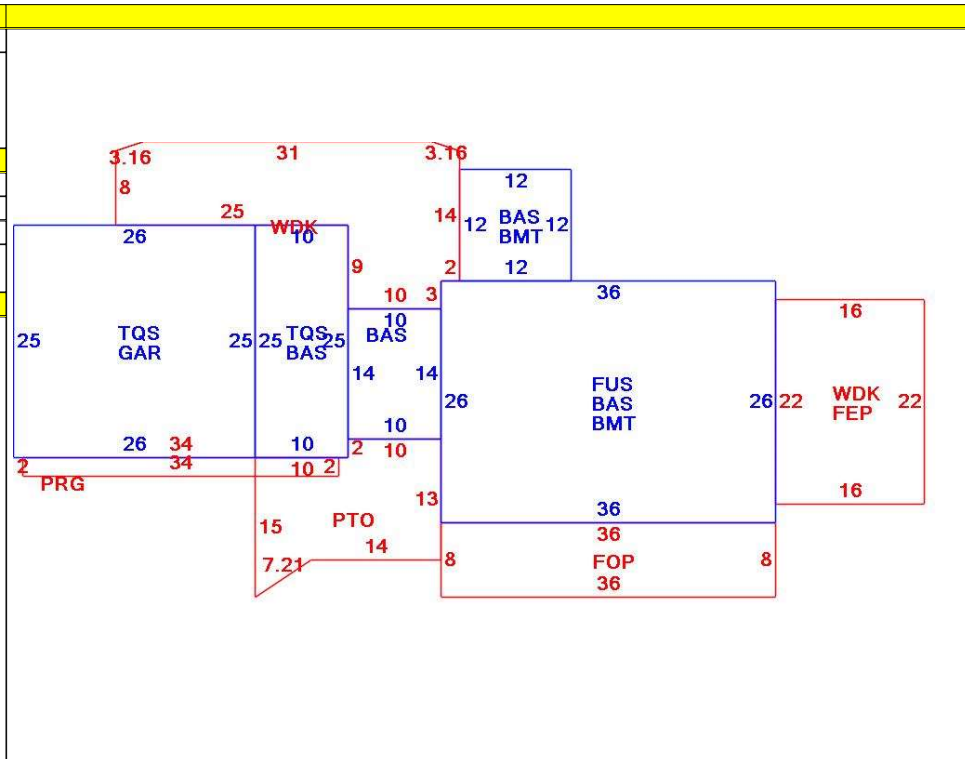 3.16 31 3.16
12
8
25 14 12 BAS 12
WDK BMT
26 10
9 2 12
10 3 36
10 16
25 TQS 25 25 TQS 25 BAS
GAR BAS
14 14 FUS 26 26 22 WDK 22
BAS FEP
BMT
10
26 34 10 2 10
2 34 10 2
PRG 16
13
15 PTO 36
14 36
7.21 8 FOP 8
36